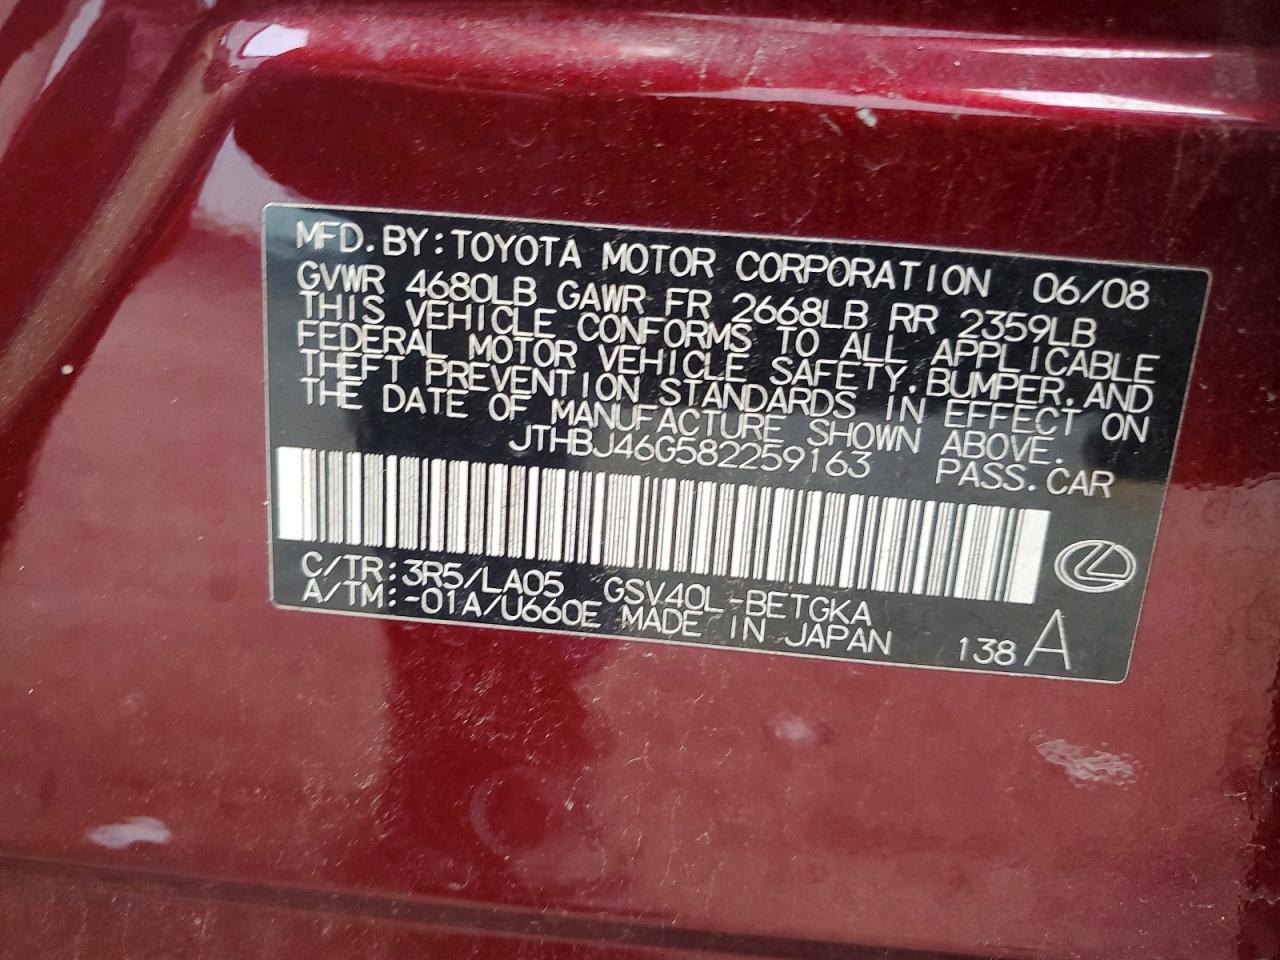 MFD. BY: TOYOTA MOTOR CORPORATION 06/08
GVWR 4680LB GAWR FR 2668LB RR 2359LB
THIS VEHICLE CONFORMS TO ALL APPLICABLE
FEDERAL MOTOR VEHICLE SAFETY, BUMPER, AND
THEFT PREVENTION STANDARDS IN EFFECT ON
THE DATE OF MANUFACTURE SHOWN ABOVE.
JTHBJ46G582259163 PASS. CAR
C/TR: 3R5/LA05 GSV40L-BETGKA
A/TM: -01A/U660E MADE IN JAPAN 138 A